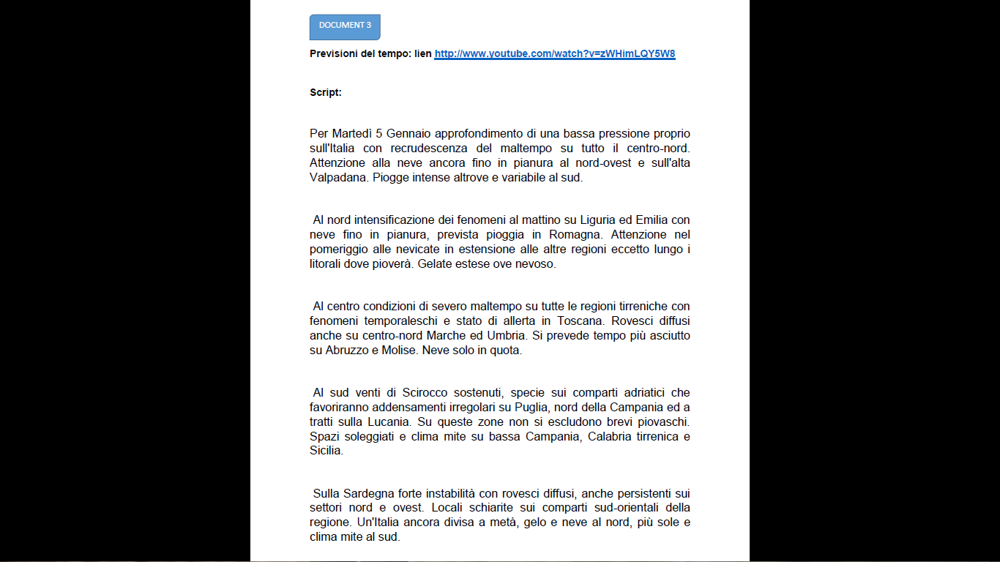 DOCUMENT 3
Previsioni del tempo: lien http://www.youtube.com/watch?v=zWHimLQY5W8
Script:
Per Martedì 5 Gennaio approfondimento di una bassa pressione proprio
sull'Italia con recrudescenza del maltempo su tutto il centro-nord.
Attenzione alla neve ancora fino in pianura al nord-ovest e sull'alta
Valpadana. Piogge intense altrove e variabile al sud.
Al nord intensificazione dei fenomeni al mattino su Liguria ed Emilia con
neve fino in pianura, prevista pioggia in Romagna. Attenzione nel
pomeriggio alle nevicate in estensione alle altre regioni eccetto lungo i
litorali dove pioverà. Gelate estese ove nevoso.
Al centro condizioni di severo maltempo su tutte le regioni tirreniche con
fenomeni temporaleschi e stato di allerta in Toscana. Rovesci diffusi
anche su centro-nord Marche ed Umbria. Si prevede tempo più asciutto
su Abruzzo e Molise. Neve solo in quota.
Al sud venti di Scirocco sostenuti, specie sui comparti adriatici che
favoriranno addensamenti irregolari su Puglia, nord della Campania ed a
tratti sulla Lucania. Su queste zone non si escludono brevi piovaschi.
Spazi soleggiati e clima mite su bassa Campania, Calabria tirrenica e
Sicilia.
Sulla Sardegna forte instabilità con rovesci diffusi, anche persistenti sui
settori nord e ovest. Locali schiarite sui comparti sud-orientali della
regione. Un'Italia ancora divisa a metà, gelo e neve al nord, più sole e
clima mite al sud.